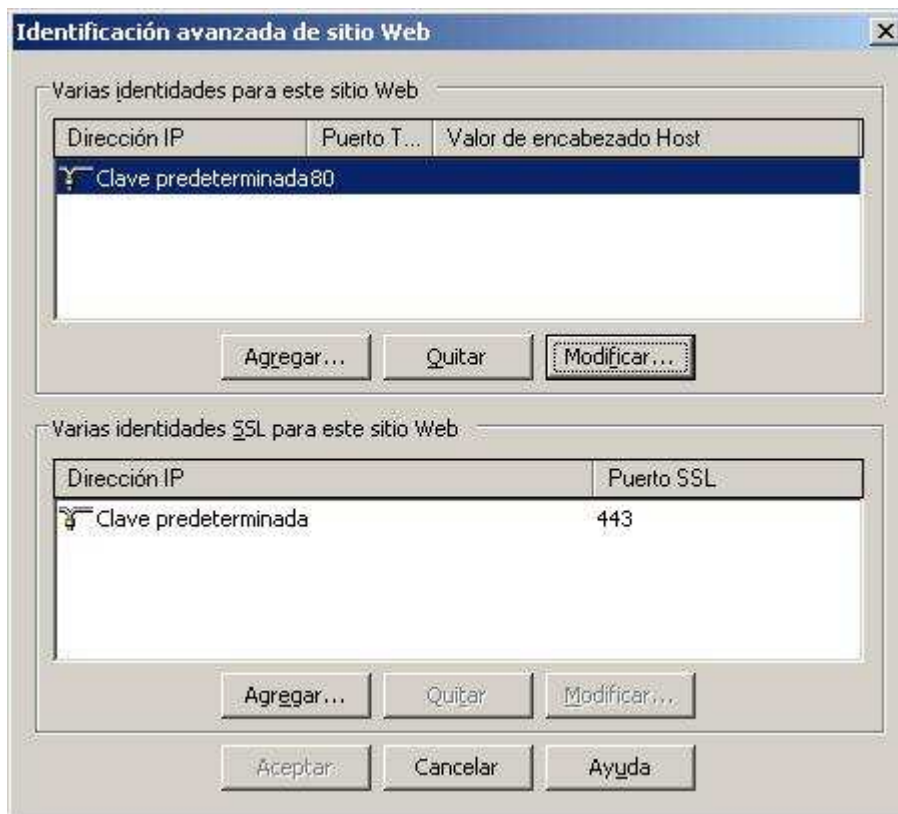 Identificación avanzada de sitio Web
Varias identidades para este sitio Web
Dirección IP Puerto T... Valor de encabezado Host
Clave predeterminada 80
Agregar... Quitar Modificar...
Varias identidades SSL para este sitio Web
Dirección IP Puerto SSL
Clave predeterminada 443
Agregar... Quitar Modificar...
Aceptar Cancelar Ayuda